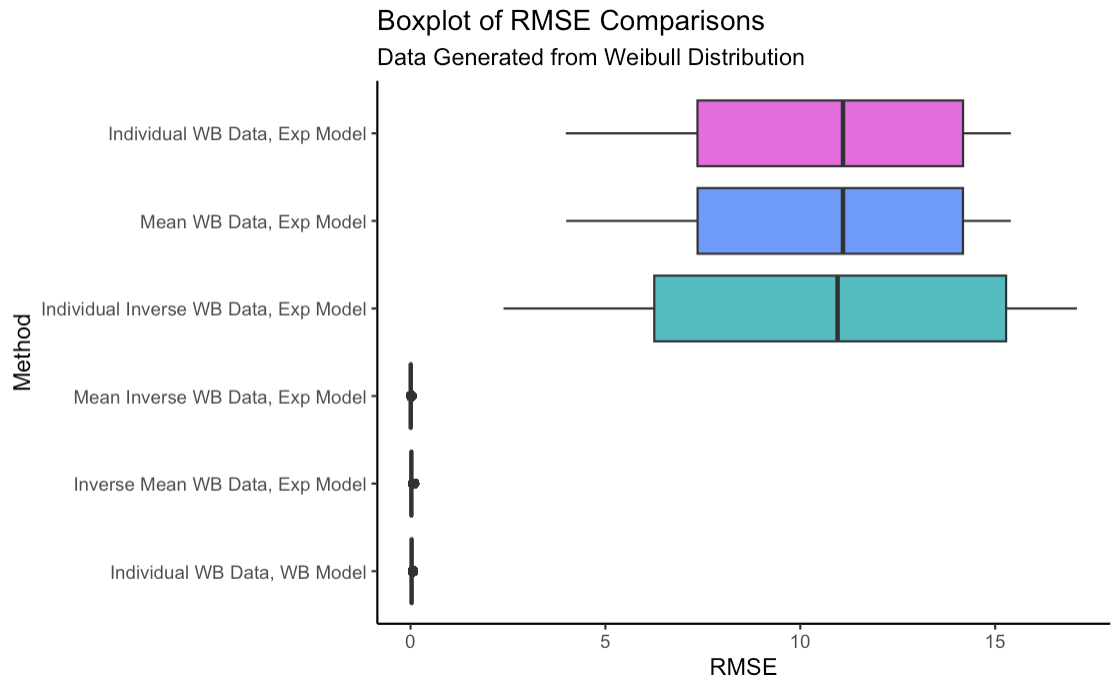 Boxplot of RMSE Comparisons
Data Generated from Weibull Distribution
Method
Individual WB Data, Exp Model
Mean WB Data, Exp Model
Individual Inverse WB Data, Exp Model
Mean Inverse WB Data, Exp Model
Inverse Mean WB Data, Exp Model
Individual WB Data, WB Model
0 5 10 15
RMSE